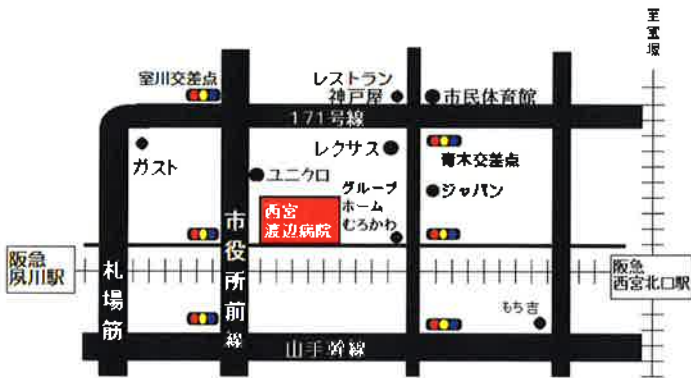 至宝塚
室川交差点
レストラン
神戸屋
市民体育館
171号線
ガスト
レクサス
青木交差点
ユニクロ
ジャパン
西宮
渡辺病院
グループ
ホーム
むろかわ
市役所前線
阪急
夙川駅
札場筋
阪急
西宮北口駅
もち吉
山手幹線